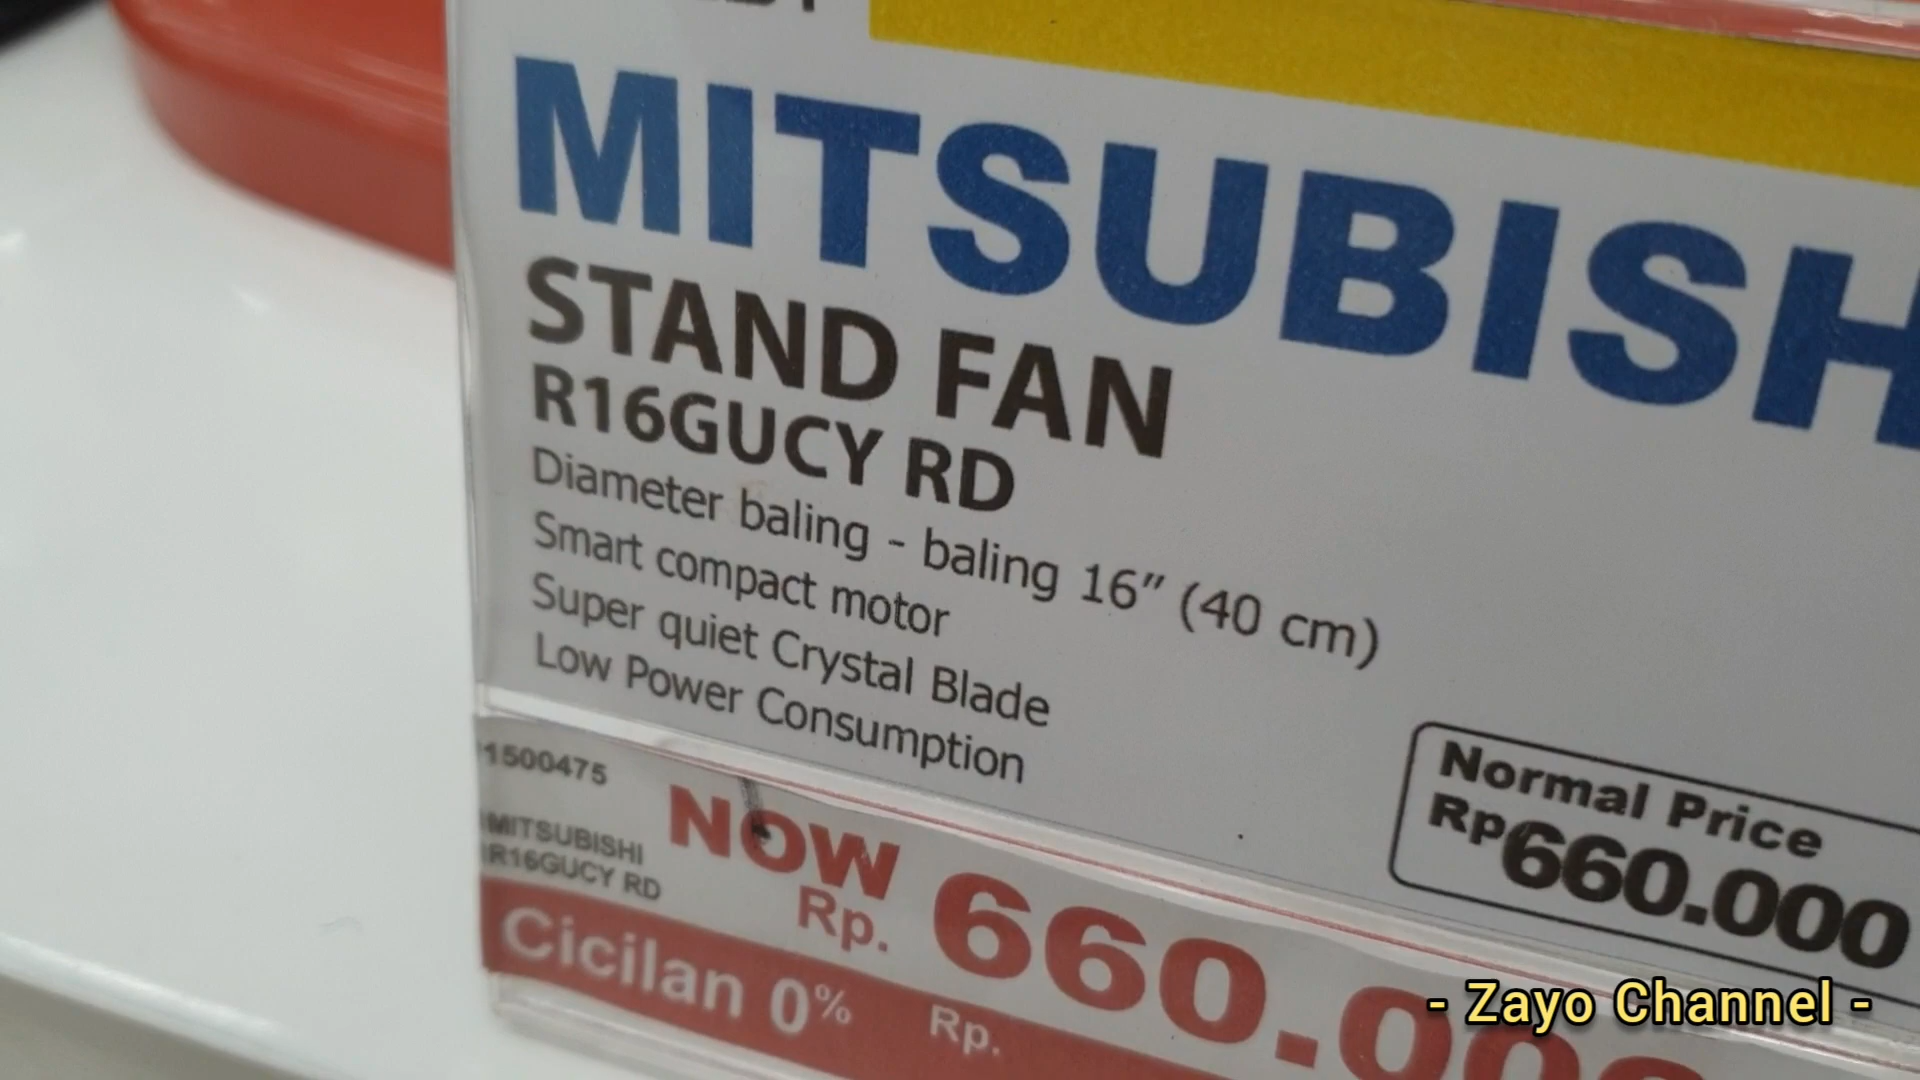 MITSUBISH
STAND FAN
R16GUCY RD
Diameter baling - baling 16" (40 cm)
Smart compact motor
Super quiet Crystal Blade
Low Power Consumption
Normal Price
Rp660.000
1500475
MITSUBISHI
R16GUCY RD
NOW
Rp. 660.000
Cicilan 0% Rp.
- Zayo Channel -